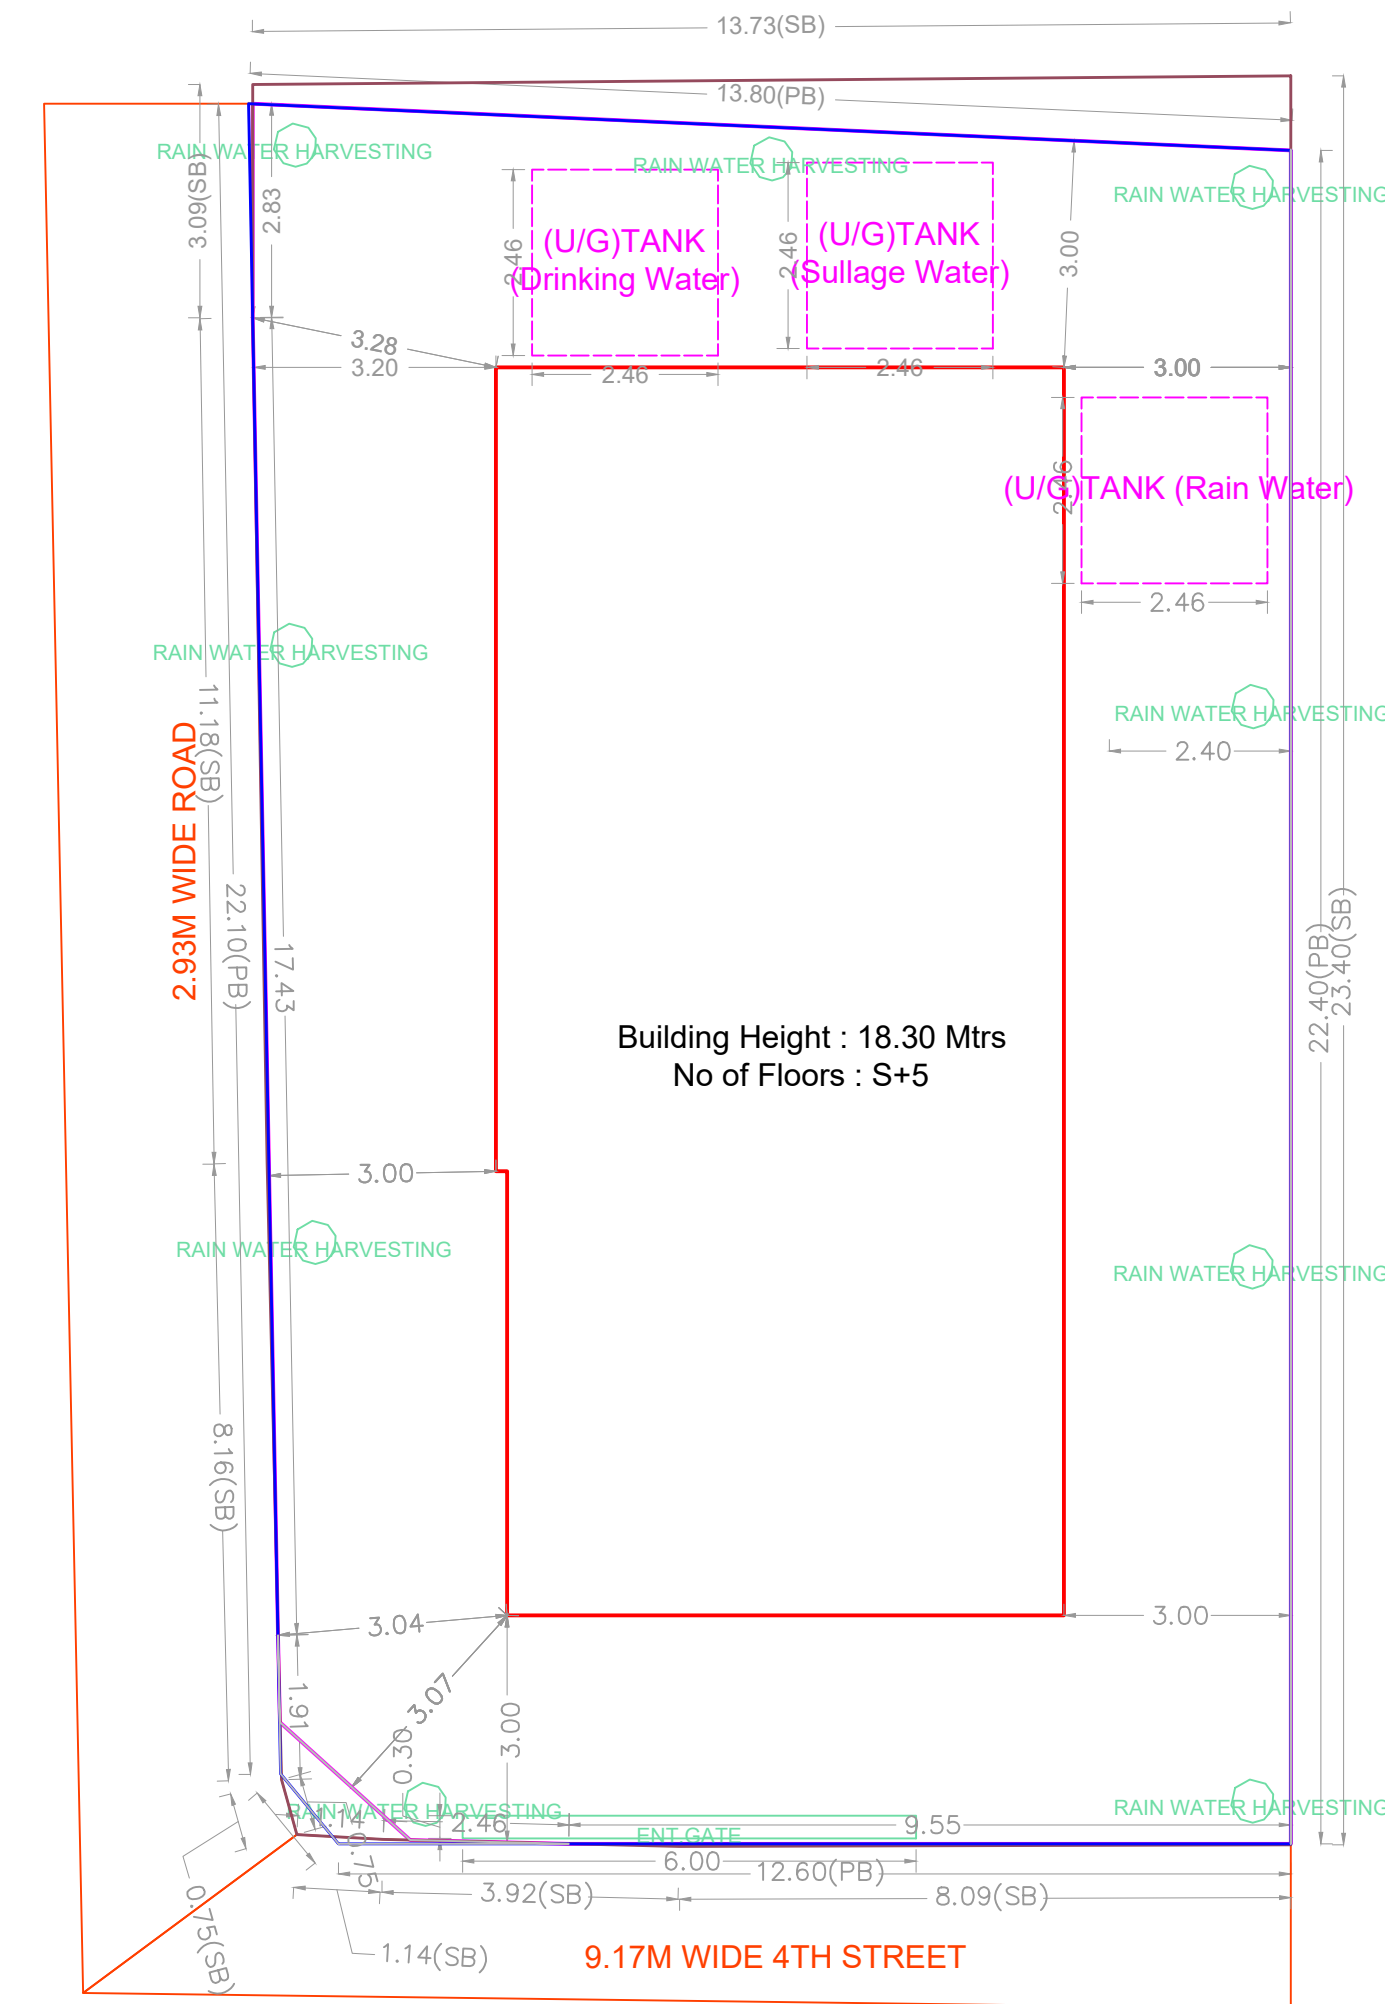 13.73(SB)
13.80(PB)
RAIN WATER HARVESTING
RAIN WATER HARVESTING
RAIN WATER HARVESTING
3.09(SB)
2.83
2.46
(U/G)TANK
(Drinking Water)
2.46
(U/G)TANK
(Sullage Water)
3.00
3.28
3.20
2.46
2.46
3.00
2.46
(U/G)TANK (Rain Water)
2.46
RAIN WATER HARVESTING
11.18(SB)
RAIN WATER HARVESTING
2.40
2.93M WIDE ROAD
22.10(PB)
17.43
22.40(PB)
23.40(SB)
Building Height : 18.30 Mtrs
No of Floors : S+5
3.00
RAIN WATER HARVESTING
RAIN WATER HARVESTING
8.16(SB)
3.04
3.00
3.07
1.91
0.30
3.00
RAIN WATER HARVESTING
RAIN WATER HARVESTING
1.14
2.46
9.55
ENT.GATE
0.75
6.00
12.60(PB)
3.92(SB)
8.09(SB)
0.75(SB)
1.14(SB)
9.17M WIDE 4TH STREET